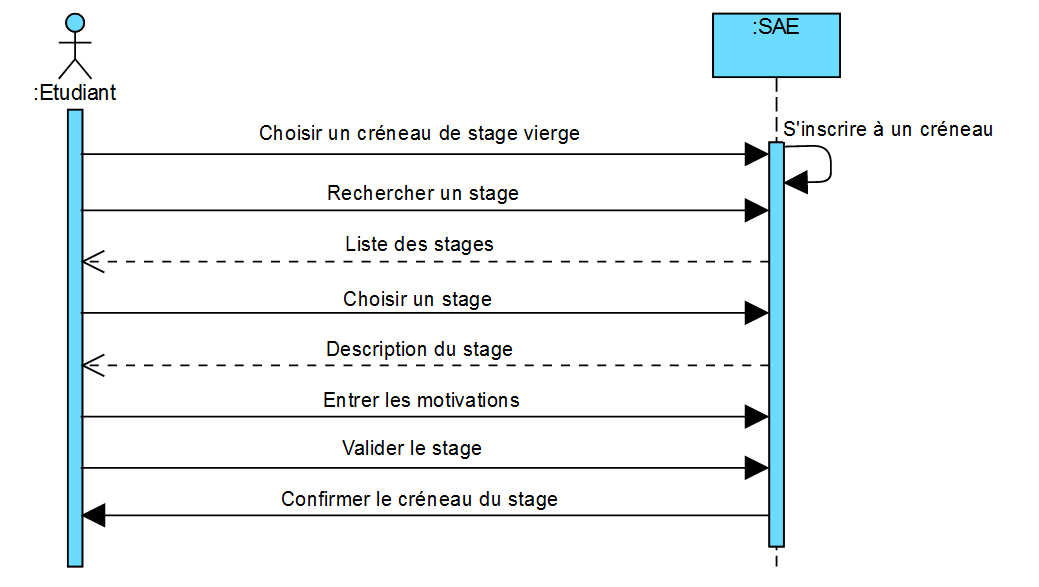 :SAE
:Etudiant
S'inscrire à un créneau
Choisir un créneau de stage vierge
Rechercher un stage
Liste des stages
Choisir un stage
Description du stage
Entrer les motivations
Valider le stage
Confirmer le créneau du stage